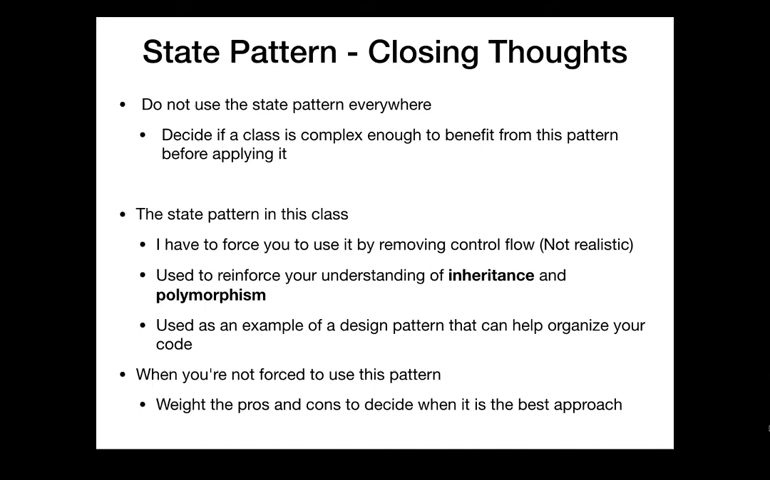 State Pattern - Closing Thoughts
• Do not use the state pattern everywhere
• Decide if a class is complex enough to benefit from this pattern
before applying it
• The state pattern in this class
• I have to force you to use it by removing control flow (Not realistic)
• Used to reinforce your understanding of inheritance and
polymorphism
• Used as an example of a design pattern that can help organize your
code
• When you're not forced to use this pattern
• Weight the pros and cons to decide when it is the best approach